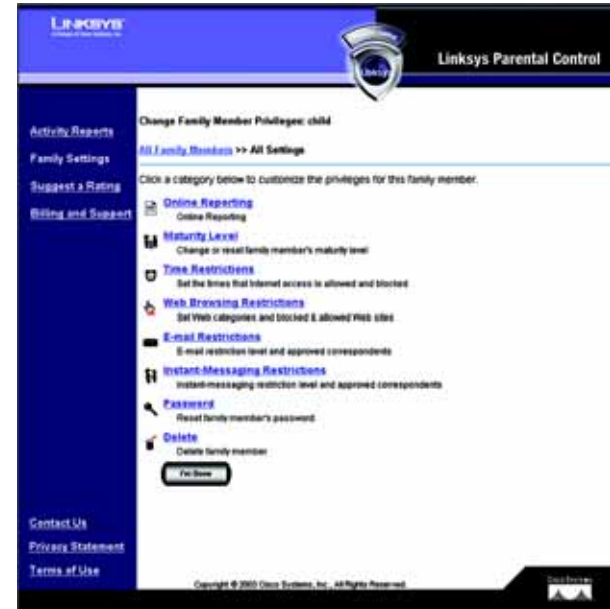 LINKSYS
Linksys Parental Control
Linksys
Change Family Member Privileges: child
All Family Members >> All Settings
Activity Reports
Family Settings
Suggest a Rating
Billing and Support
Click a category below to customize the privileges for this family member.
Online Reporting
Online Reporting
Maturity Level
Change or reset family member's maturity level
Time Restrictions
Set the times that Internet access is allowed and blocked
Web Browsing Restrictions
Set Web categories and blocked & allowed Web sites
E-mail Restrictions
E-mail restriction level and approved correspondents
Instant-Messaging Restrictions
Instant-messaging restriction level and approved correspondents
Password
Reset family member's password
Delete
Delete family member
I'm Done
Contact Us
Privacy Statement
Terms of Use
Copyright © 2003 Cisco Systems, Inc., All Rights Reserved.
Cisco Systems